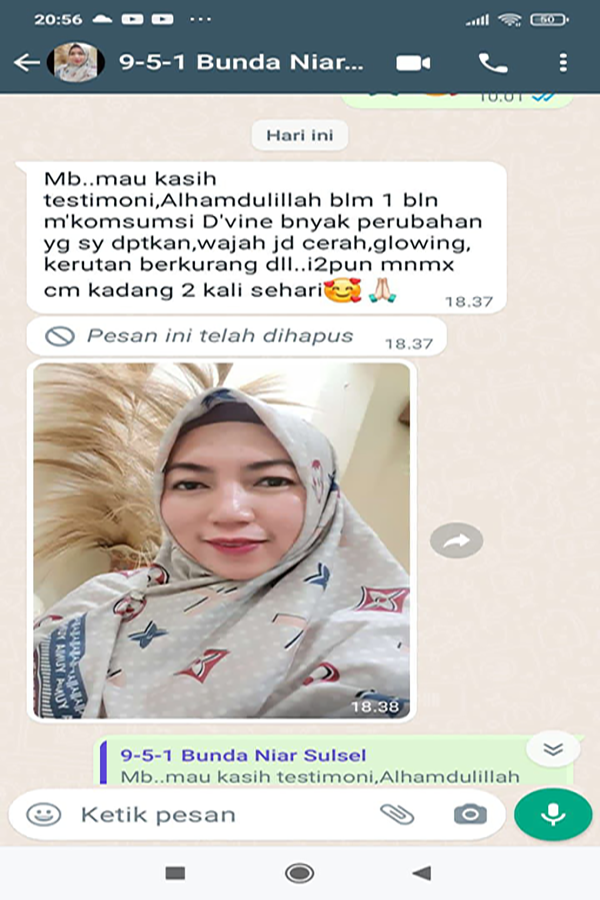 20:56
50
9-5-1 Bunda Niar...
10.01
Hari ini
Mb..mau kasih
testimoni,Alhamdulillah blm 1 bln
m'komsumsi D'vine bnyak perubahan
yg sy dptkan,wajah jd cerah,glowing,
kerutan berkurang dll..i2pun mnmx
cm kadang 2 kali sehari🥰🙏🏻
18.37
Pesan ini telah dihapus
18.37
18.38
9-5-1 Bunda Niar Sulsel
Mb..mau kasih testimoni,Alhamdulillah
Ketik pesan